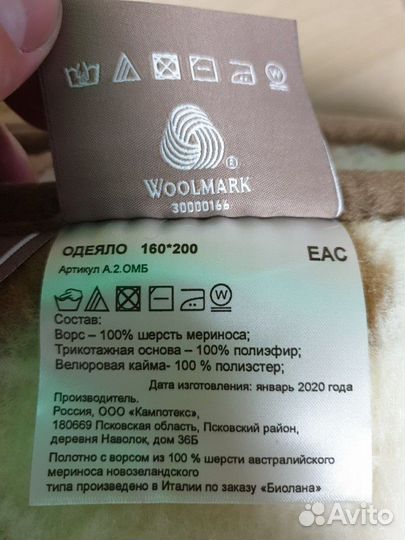 WOOLMARK
30000166
ОДЕЯЛО 160*200 EAC
Артикул А.2.ОМБ
Состав:
Ворс – 100% шерсть мериноса;
Трикотажная основа – 100% полиэфир;
Велюровая кайма- 100 % полиэстер;
Дата изготовления: январь 2020 года
Производитель.
Россия, ООО «Кампотекс»,
180669 Псковская область, Псковский район,
деревня Наволок, дом 36Б
Полотно с ворсом из 100 % шерсти австралийского
мериноса новозеландского
типа произведено в Италии по заказу «Биолана»
Avito